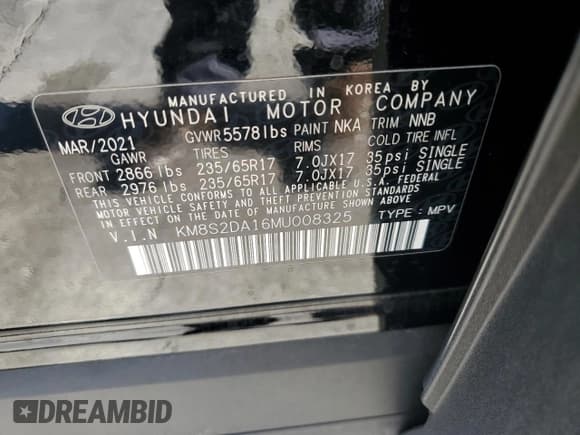 MANUFACTURED IN KOREA BY
HYUNDAI MOTOR COMPANY
MAR/2021 GVWR 5578 lbs PAINT NKA TRIM NNB
GAWR TIRES RIMS COLD TIRE INFL
FRONT 2866 lbs 235/65R17 7.0JX17 35psi SINGLE
REAR 2976 lbs 235/65R17 7.0JX17 35psi SINGLE
THIS VEHICLE CONFORMS TO ALL APPLICABLE U.S.A. FEDERAL
MOTOR VEHICLE SAFETY AND THEFT PREVENTION STANDARDS
IN EFFECT ON THE DATE OF MANUFACTURE SHOWN ABOVE
V.I.N KM8S2DA16MU008325 TYPE: MPV
DREAMBID